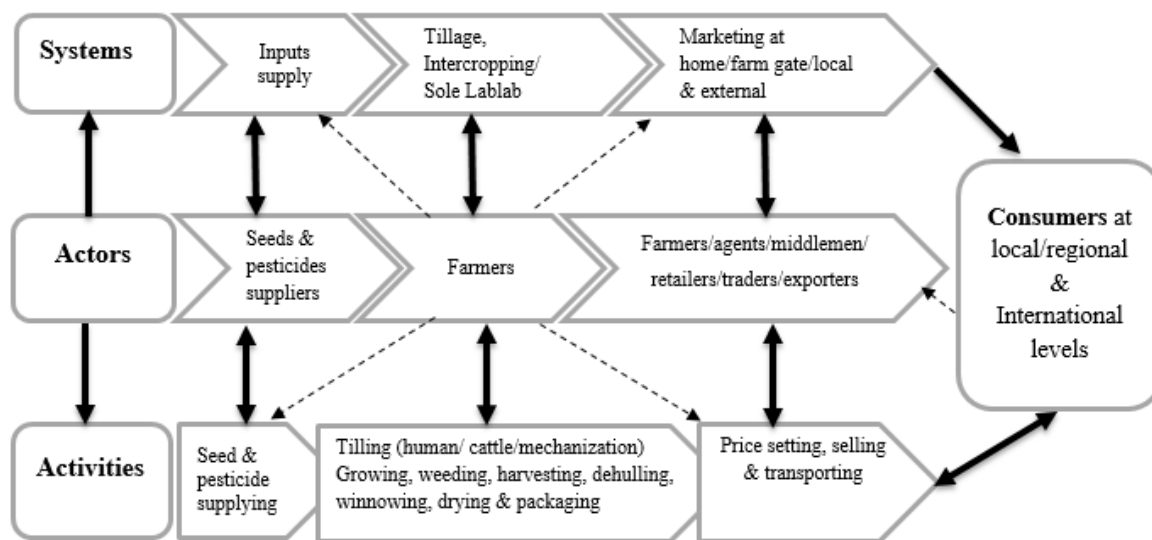 Systems
Inputs
supply
Tillage,
Intercropping/
Sole Lablab
Marketing at
home/farm gate/local
& external
Actors
Seeds &
pesticides
suppliers
Farmers
Farmers/agents/middlemen/
retailers/traders/exporters
Consumers at
local/regional
&
International
levels
Activities
Seed &
pesticide
supplying
Tilling (human/ cattle/mechanization)
Growing, weeding, harvesting, dehulling,
winnowing, drying & packaging
Price setting, selling
& transporting